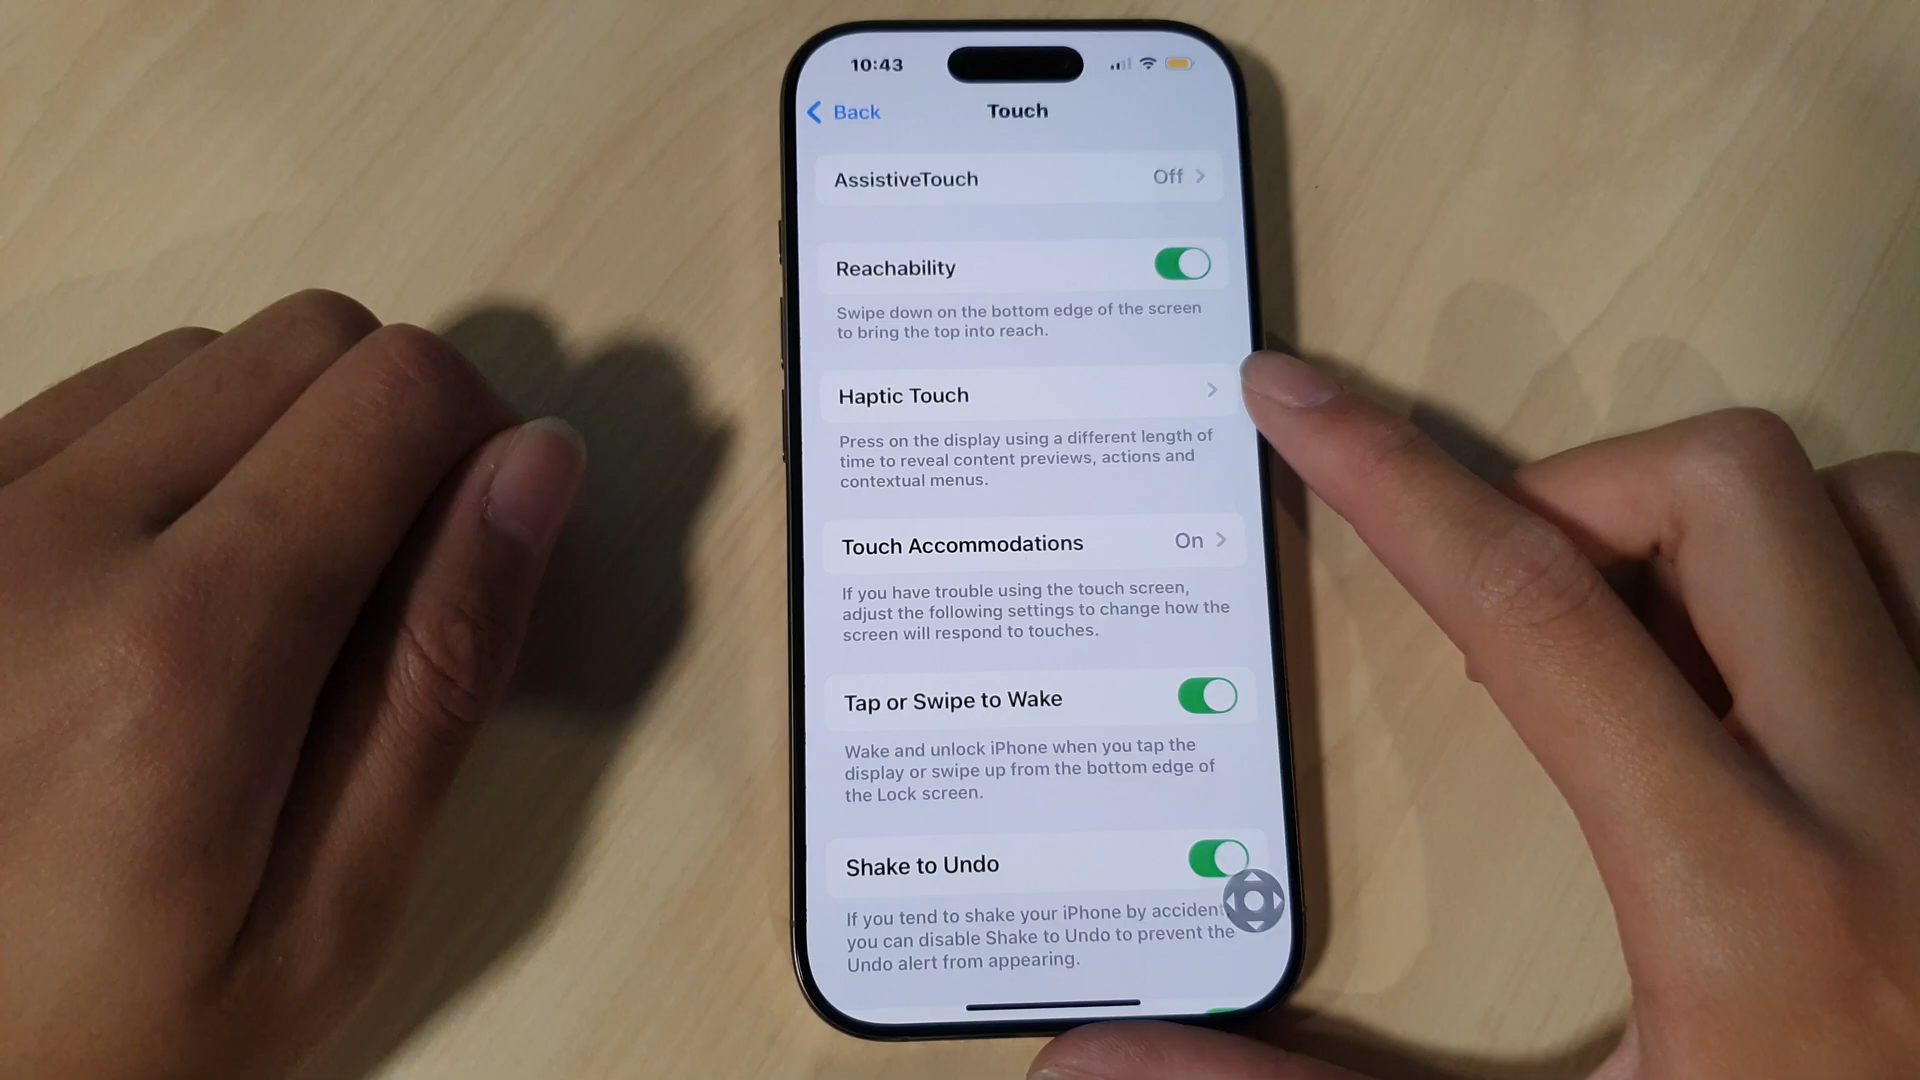 10:43
Back
Touch
AssistiveTouch Off
Reachability
Swipe down on the bottom edge of the screen
to bring the top into reach.
Haptic Touch
Press on the display using a different length of
time to reveal content previews, actions and
contextual menus.
Touch Accommodations On
If you have trouble using the touch screen,
adjust the following settings to change how the
screen will respond to touches.
Tap or Swipe to Wake
Wake and unlock iPhone when you tap the
display or swipe up from the bottom edge of
the Lock screen.
Shake to Undo
If you tend to shake your iPhone by accident,
you can disable Shake to Undo to prevent the
Undo alert from appearing.